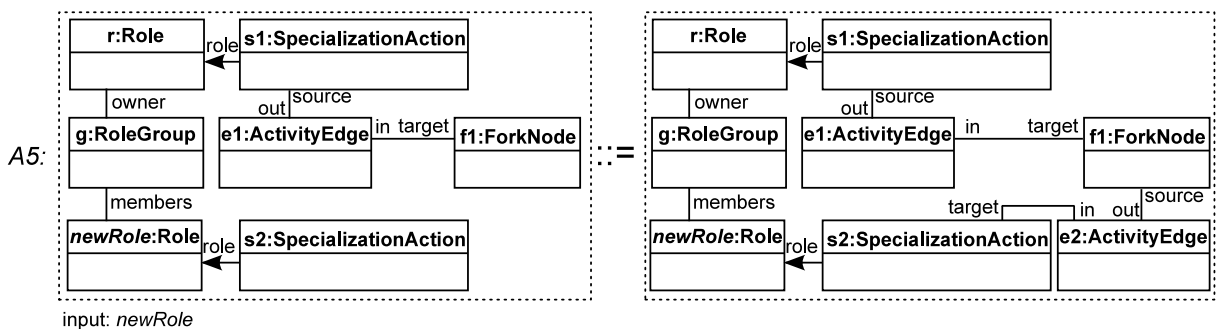 r:Role role s1:SpecializationAction r:Role role s1:SpecializationAction
owner out source owner out source
A5: g:RoleGroup e1:ActivityEdge in target f1:ForkNode ::= g:RoleGroup e1:ActivityEdge in target f1:ForkNode
members members target in out source
newRole:Role role s2:SpecializationAction newRole:Role role s2:SpecializationAction e2:ActivityEdge
input: newRole